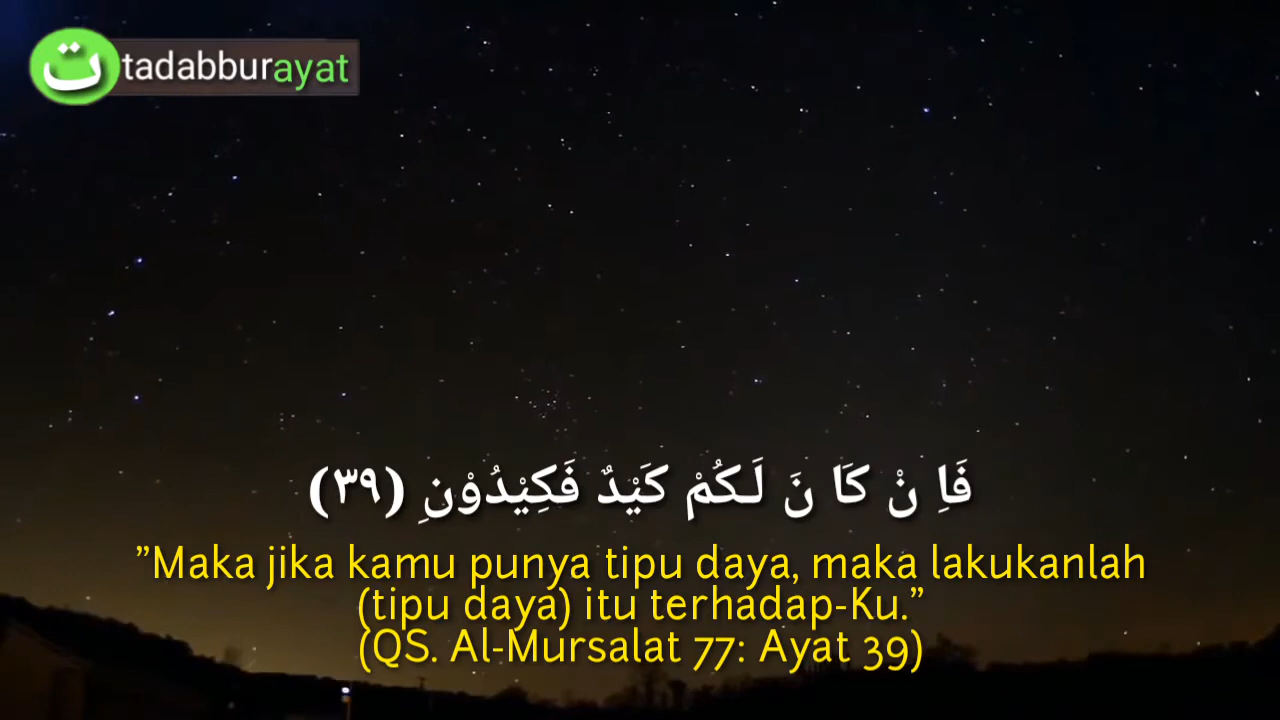 ت tadabburayat
فَاِ نْ كَا نَ لَـكُمْ كَيْدٌ فَكِيْدُوْنِ (٣٩)
"Maka jika kamu punya tipu daya, maka lakukanlah
(tipu daya) itu terhadap-Ku."
(QS. Al-Mursalat 77: Ayat 39)